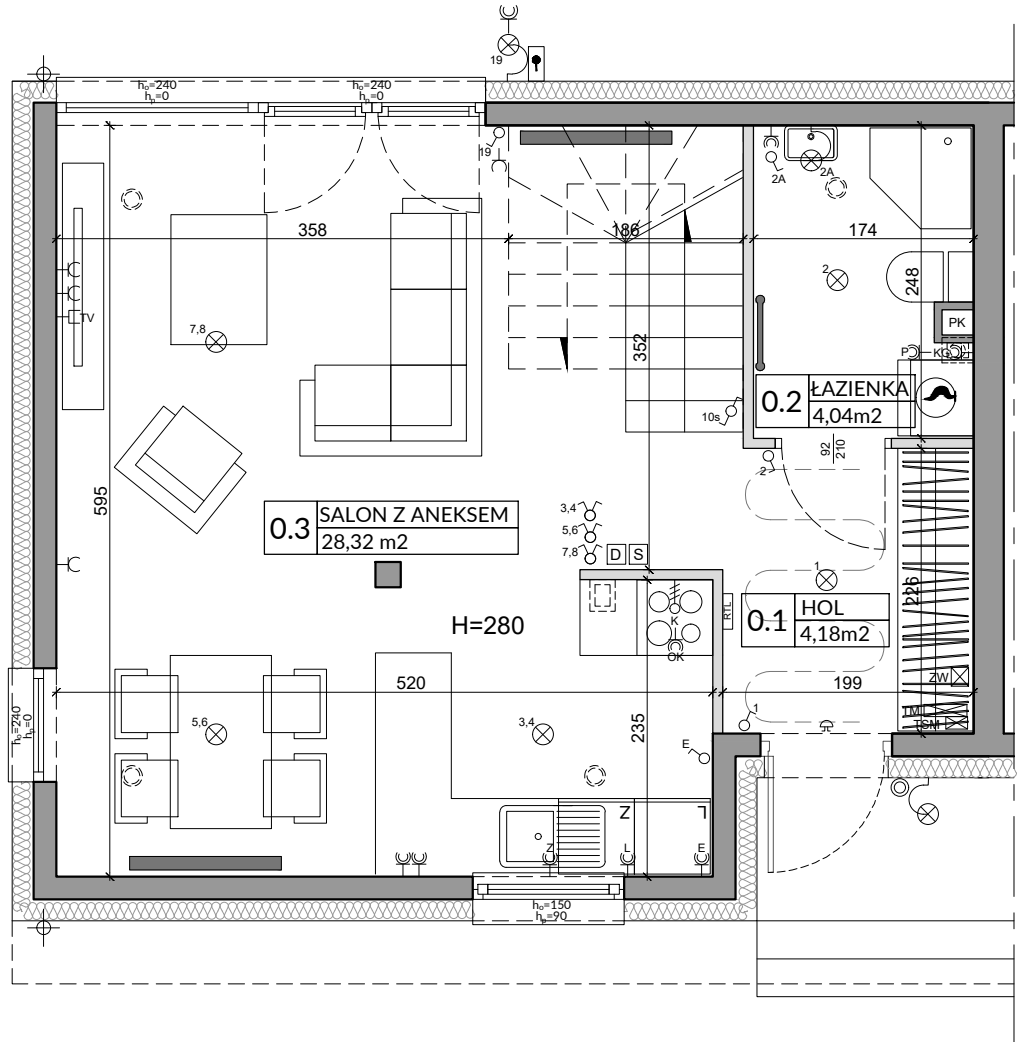 19
hₒ=240
hₚ=0
hₒ=240
hₚ=0
19
2A
2A
358
186
174
2
248
TV
7,8
352
PK
P
KG
0.2
ŁAZIENKA
4,04m2
10s
92
210
2
595
0.3
SALON Z ANEKSEM
28,32 m2
3,4
5,6
7,8
D
S
1
226
RTL
0.1
HOL
4,18m2
K
OK
H=280
520
199
ZW
TML
TSM
hₒ=240
hₚ=0
5,6
3,4
235
1
E
Z
L
Z
L
E
hₒ=150
hₚ=90